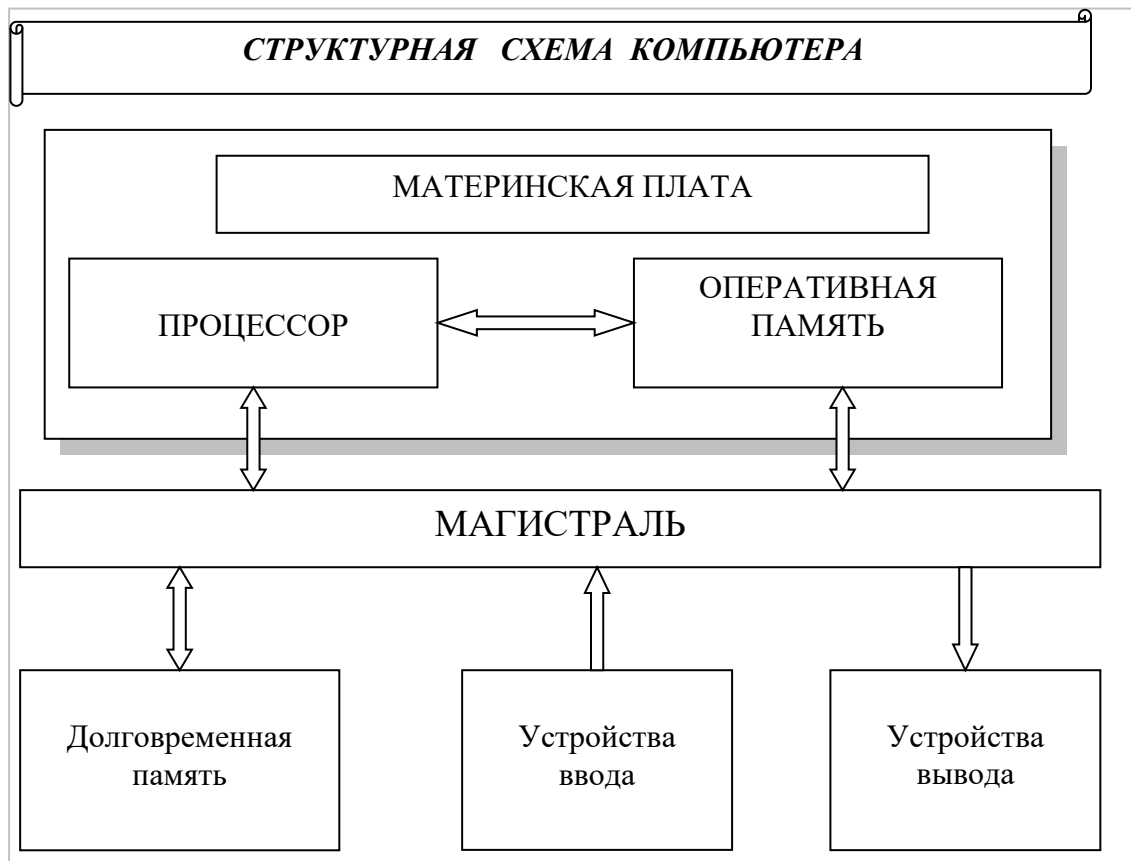 СТРУКТУРНАЯ СХЕМА КОМПЬЮТЕРА
МАТЕРИНСКАЯ ПЛАТА
ПРОЦЕССОР
ОПЕРАТИВНАЯ
ПАМЯТЬ
МАГИСТРАЛЬ
Долговременная
память
Устройства
ввода
Устройства
вывода